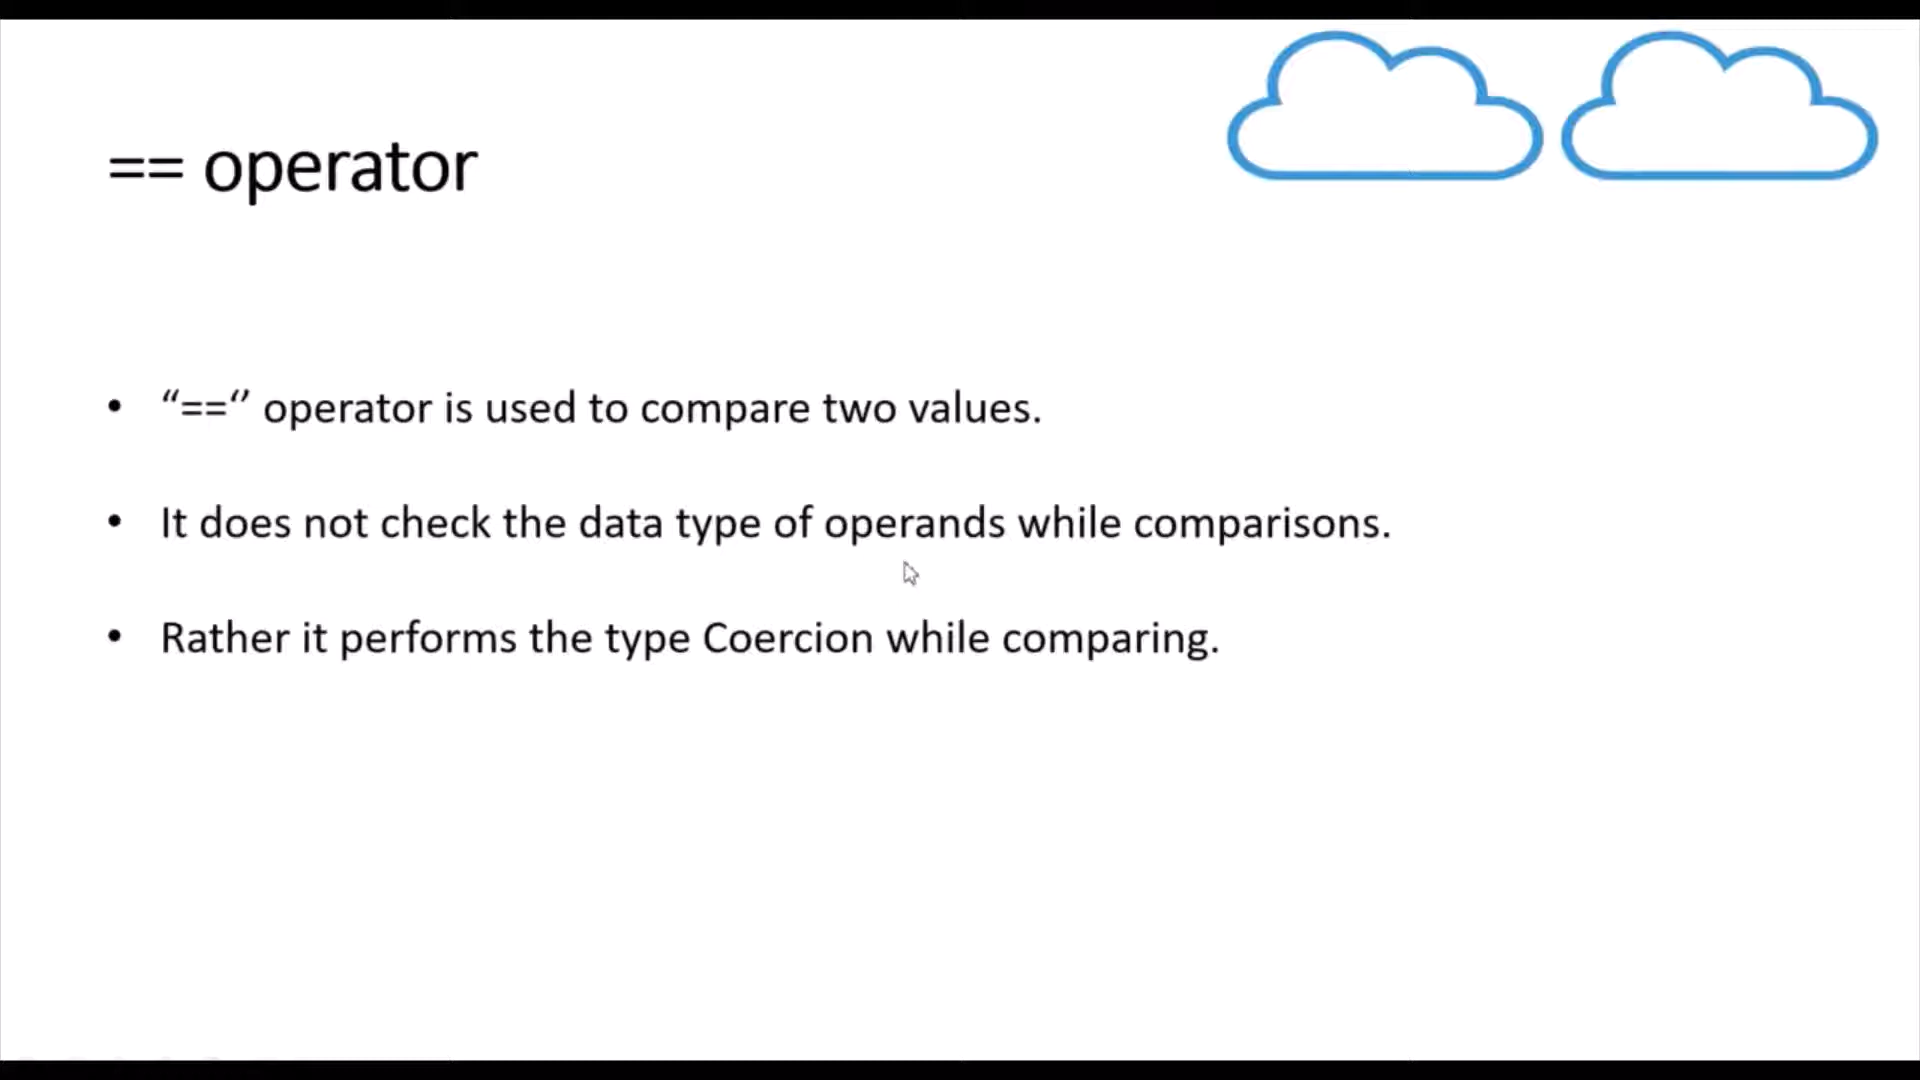 == operator
• “==” operator is used to compare two values.
• It does not check the data type of operands while comparisons.
• Rather it performs the type Coercion while comparing.